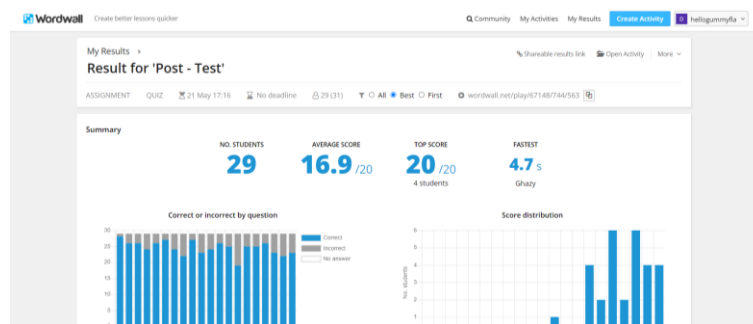 Wordwall Create better lessons quicker Community My Activities My Results Create Activity hellogummyfla
My Results
Result for 'Post - Test'
Shareable results link Open Activity More
ASSIGNMENT QUIZ 21 May 17:16 No deadline 29 (31) All Best First wordwall.net/play/67148/744/563
Summary
NO. STUDENTS AVERAGE SCORE TOP SCORE FASTEST
29 16.9 /20 20 /20 4.7 s
4 students Ghazy
Correct or incorrect by question Score distribution
30
25
20
15
10
5
Correct
Incorrect
No answer
No. students
6
5
4
3
2
1